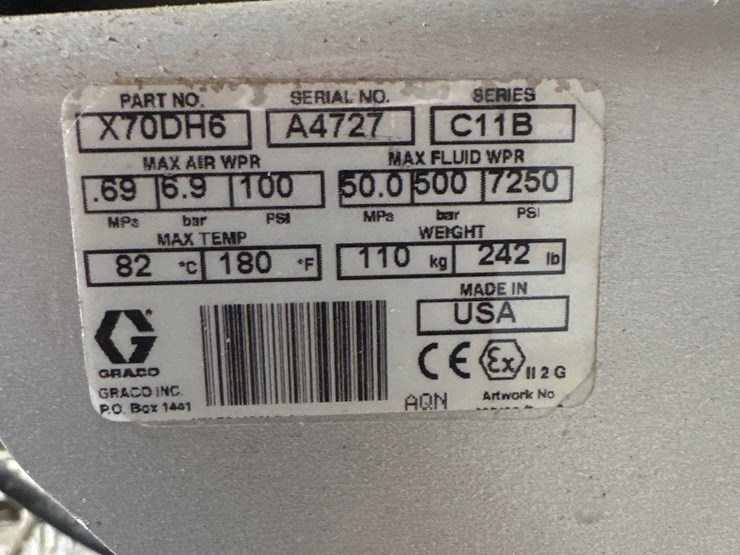 PART NO. SERIAL NO. SERIES
X70DH6 A4727 C11B
MAX AIR WPR MAX FLUID WPR
.69 6.9 100 50.0 500 7250
MPa bar PSI MPa bar PSI
MAX TEMP WEIGHT
82 °C 180 °F 110 kg 242 lb
MADE IN
USA
G
GRACO
CE Ex II 2 G
GRACO INC.
P.O. Box 1441
AQN
Artwork No